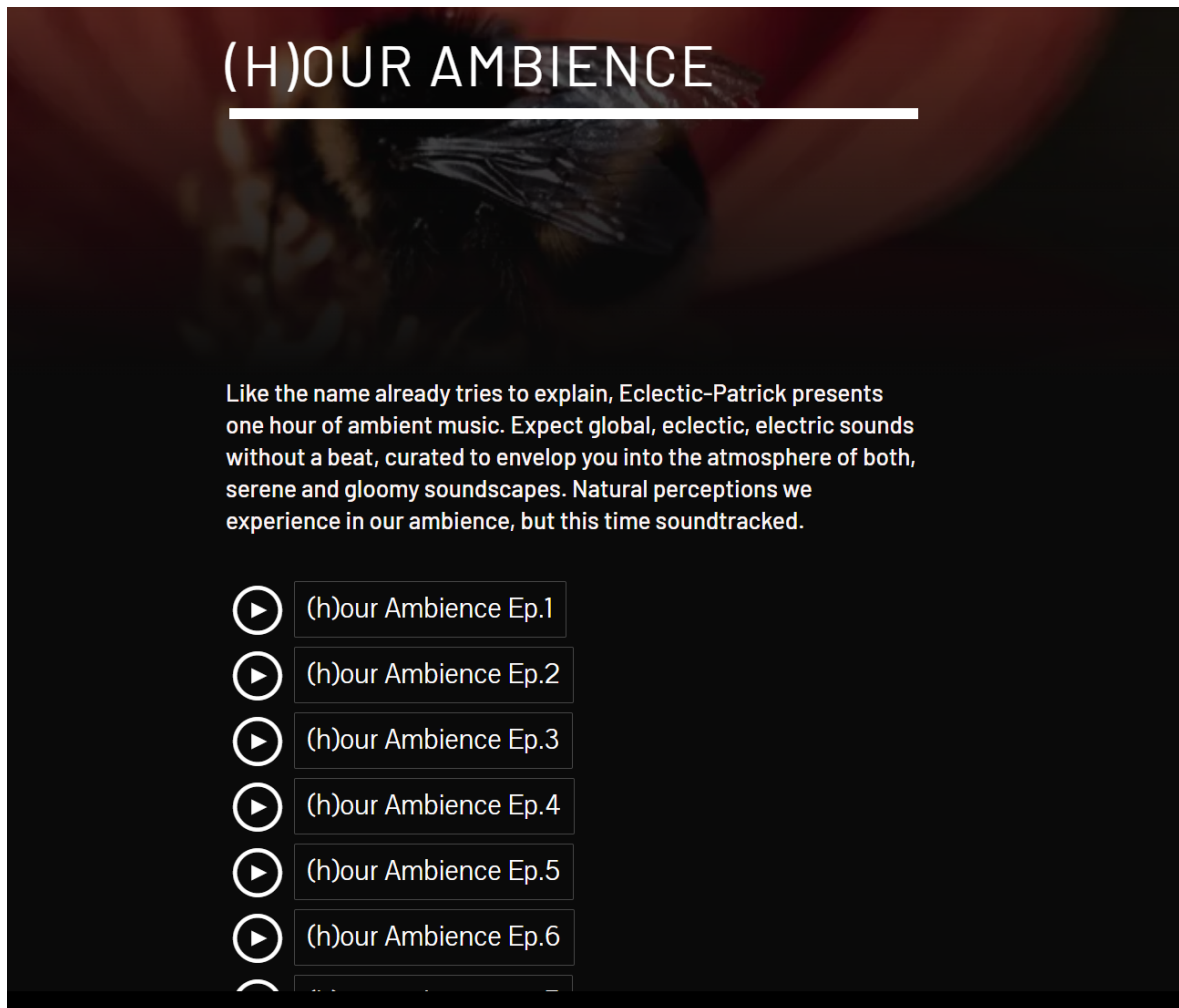 (H)OUR AMBIENCE
Like the name already tries to explain, Eclectic-Patrick presents
one hour of ambient music. Expect global, eclectic, electric sounds
without a beat, curated to envelop you into the atmosphere of both,
serene and gloomy soundscapes. Natural perceptions we
experience in our ambience, but this time soundtracked.
(h)our Ambience Ep.1
(h)our Ambience Ep.2
(h)our Ambience Ep.3
(h)our Ambience Ep.4
(h)our Ambience Ep.5
(h)our Ambience Ep.6